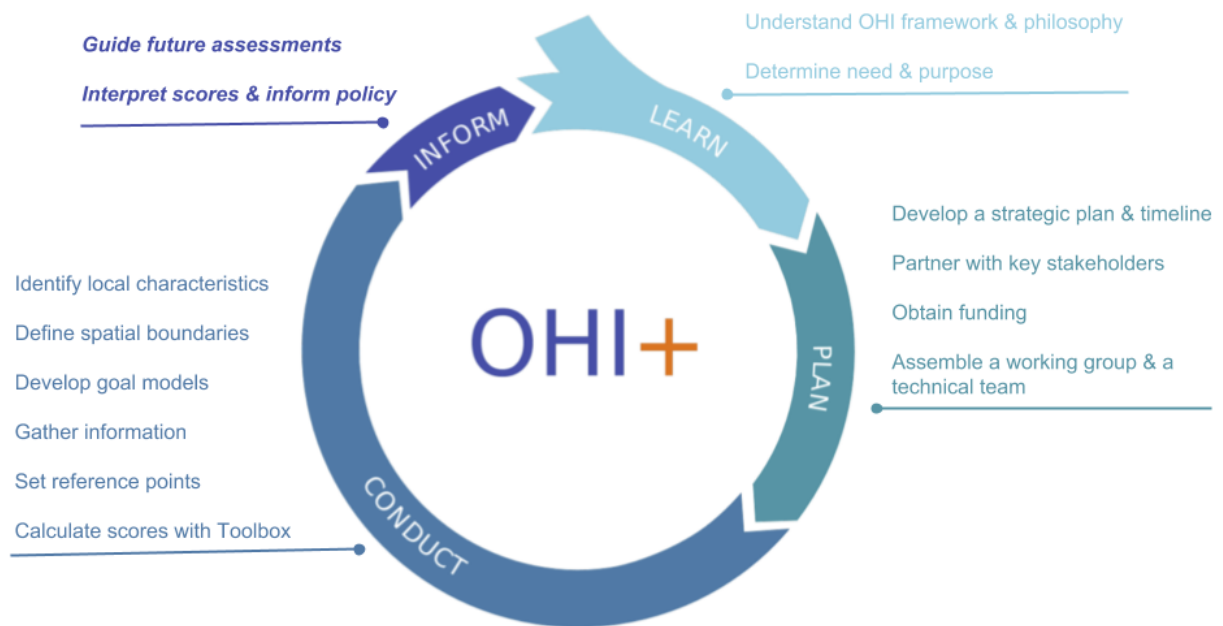 Guide future assessments
Interpret scores & inform policy
Understand OHI framework & philosophy
Determine need & purpose
INFORM
LEARN
Develop a strategic plan & timeline
Partner with key stakeholders
Obtain funding
Assemble a working group & a
technical team
PLAN
OHI+
Identify local characteristics
Define spatial boundaries
Develop goal models
Gather information
Set reference points
Calculate scores with Toolbox
CONDUCT